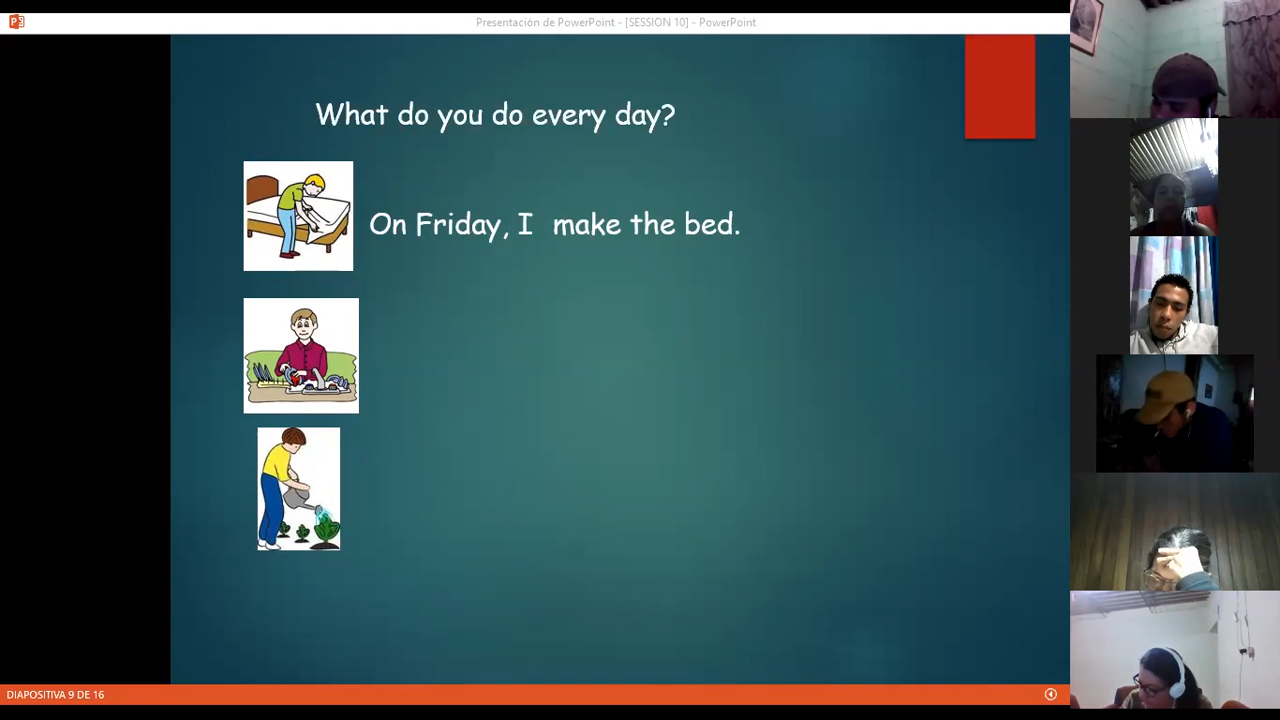 Presentación de PowerPoint - [SESSION 10] - PowerPoint
What do you do every day?
On Friday, I make the bed.
DIAPOSITIVA 9 DE 16